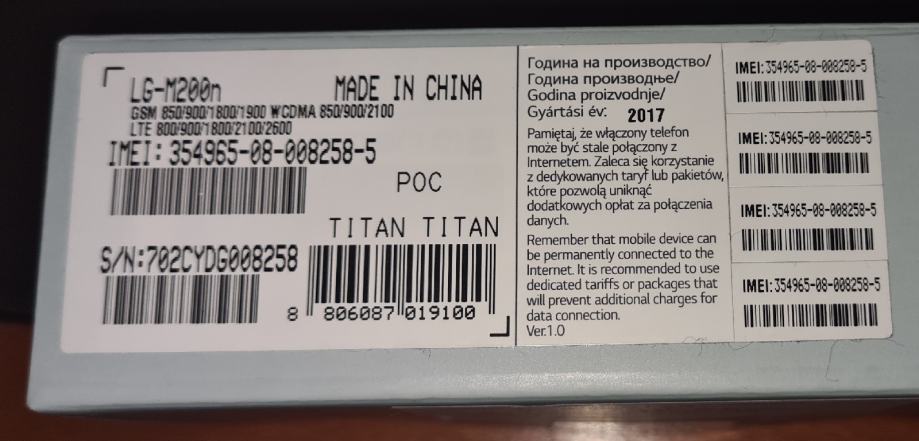 LG-M200n MADE IN CHINA
GSM 850/900/1800/1900 WCDMA 850/900/2100
LTE 800/900/1800/2100/2600
IMEI: 354965-08-008258-5
POC
TITAN TITAN
S/N:702CYDG008258
8 806087 019100
Година на производство/
Година производње/
Godina proizvodnje/
Gyártási év: 2017
Pamiętaj, że włączony telefon
może być stale połączony z
Internetem. Zaleca się korzystanie
z dedykowanych taryf lub pakietów,
które pozwolą uniknąć
dodatkowych opłat za połączenia
danych.
Remember that mobile device can
be permanently connected to the
Internet. It is recommended to use
dedicated tariffs or packages that
will prevent additional charges for
data connection.
Ver.1.0
IMEI:354965-08-008258-5
IMEI:354965-08-008258-5
IMEI:354965-08-008258-5
IMEI:354965-08-008258-5